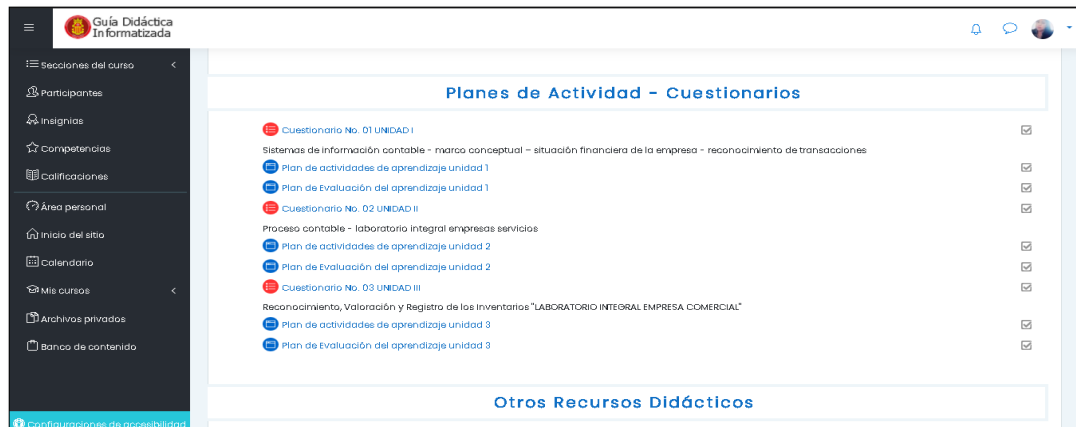 Guía Didáctica
Informatizada
Secciones del curso
Participantes
Insignias
Competencias
Calificaciones
Área personal
Inicio del sitio
Calendario
Mis cursos
Archivos privados
Banco de contenido
Configuraciones de accesibilidad
Planes de Actividad - Cuestionarios
Cuestionario No. 01 UNIDAD I
Sistemas de información contable - marco conceptual – situación financiera de la empresa - reconocimiento de transacciones
Plan de actividades de aprendizaje unidad 1
Plan de Evaluación del aprendizaje unidad 1
Cuestionario No. 02 UNIDAD II
Proceso contable - laboratorio integral empresas servicios
Plan de actividades de aprendizaje unidad 2
Plan de Evaluación del aprendizaje unidad 2
Cuestionario No. 03 UNIDAD III
Reconocimiento, Valoración y Registro de los Inventarios "LABORATORIO INTEGRAL EMPRESA COMERCIAL"
Plan de actividades de aprendizaje unidad 3
Plan de Evaluación del aprendizaje unidad 3
Otros Recursos Didácticos